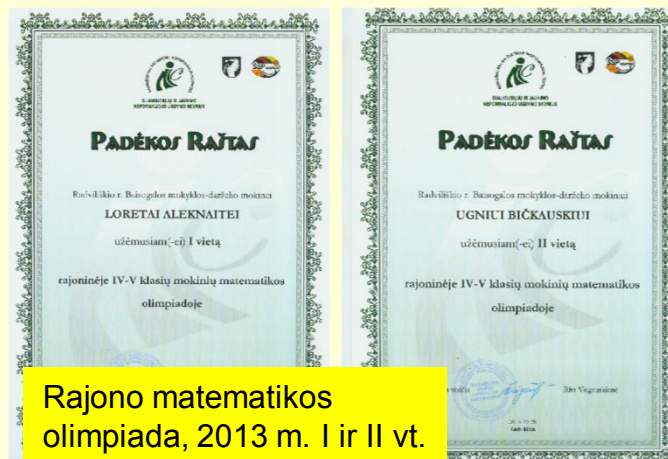 PADĖKOS RAŠTAS
Radviliškio r. Baisogalos mokyklos-darželio mokinei
LORETAI ALEKNAITEI
užėmusiam(-ei) I vietą
rajoninėje IV-V klasių mokinių matematikos
olimpiadoje
PADĖKOS RAŠTAS
Radviliškio r. Baisogalos mokyklos-darželio mokiniui
UGNIUI BIČKAUSKIUI
užėmusiam(-ei) II vietą
rajoninėje IV-V klasių mokinių matematikos
olimpiadoje
Rajono matematikos
olimpiada, 2013 m. I ir II vt.